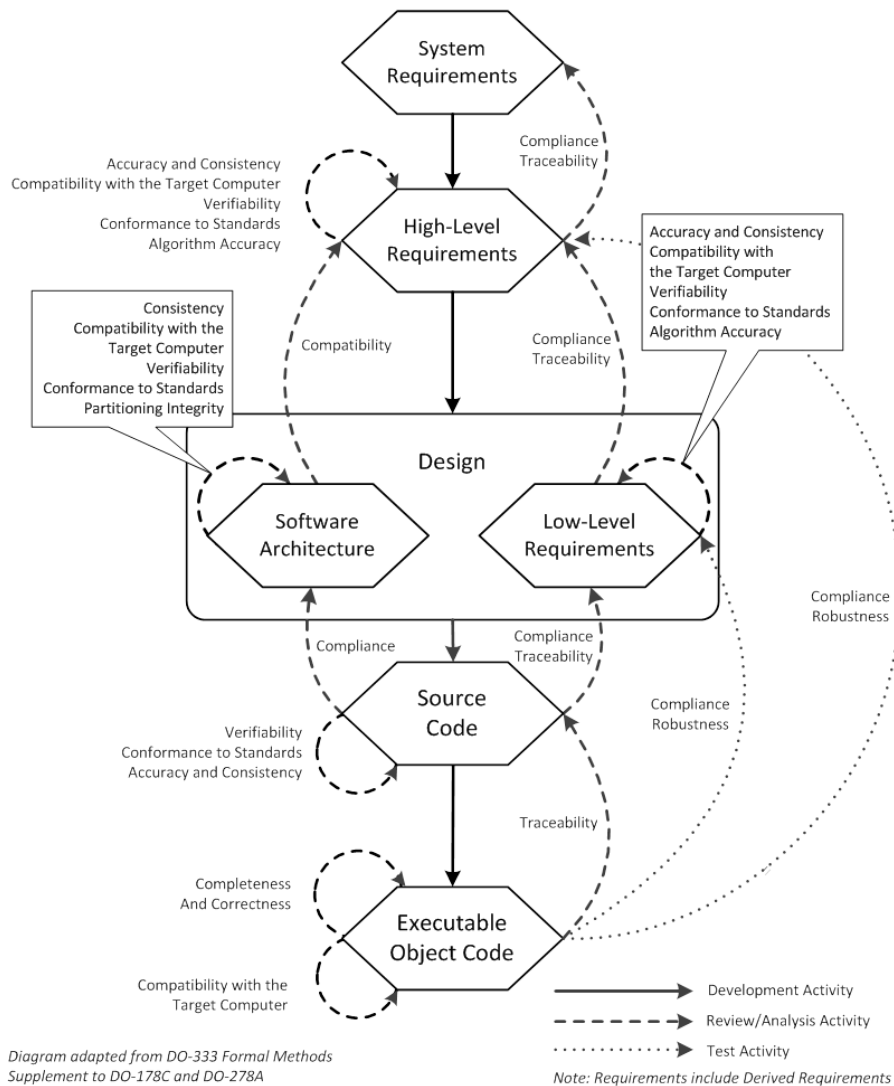 System
Requirements
Compliance
Traceability
Accuracy and Consistency
Compatibility with the Target Computer
Verifiability
Conformance to Standards
Algorithm Accuracy
High-Level
Requirements
Accuracy and Consistency
Compatibility with
the Target Computer
Verifiability
Conformance to Standards
Algorithm Accuracy
Consistency
Compatibility with the
Target Computer
Verifiability
Conformance to Standards
Partitioning Integrity
Compatibility
Compliance
Traceability
Design
Software
Architecture
Low-Level
Requirements
Compliance
Robustness
Compliance
Compliance
Traceability
Source
Code
Compliance
Robustness
Verifiability
Conformance to Standards
Accuracy and Consistency
Traceability
Completeness
And Correctness
Executable
Object Code
Compatibility with the
Target Computer
Development Activity
Review/Analysis Activity
Test Activity
Diagram adapted from DO-333 Formal Methods
Supplement to DO-178C and DO-278A
Note: Requirements include Derived Requirements